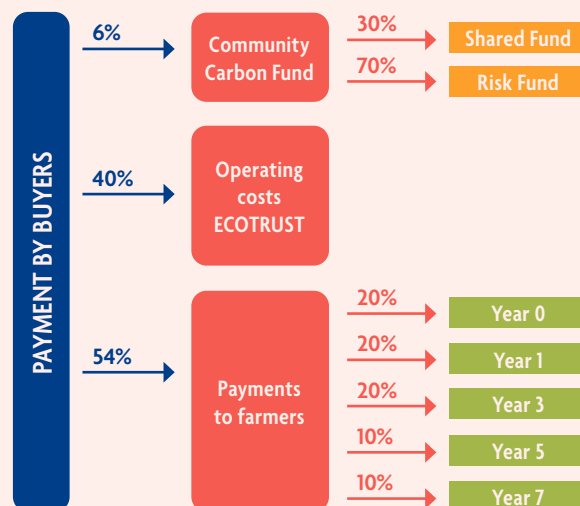 PAYMENT BY BUYERS
6%
Community
Carbon Fund
30%
Shared Fund
70%
Risk Fund
40%
Operating
costs
ECOTRUST
54%
Payments
to farmers
20%
Year 0
20%
Year 1
20%
Year 3
10%
Year 5
10%
Year 7